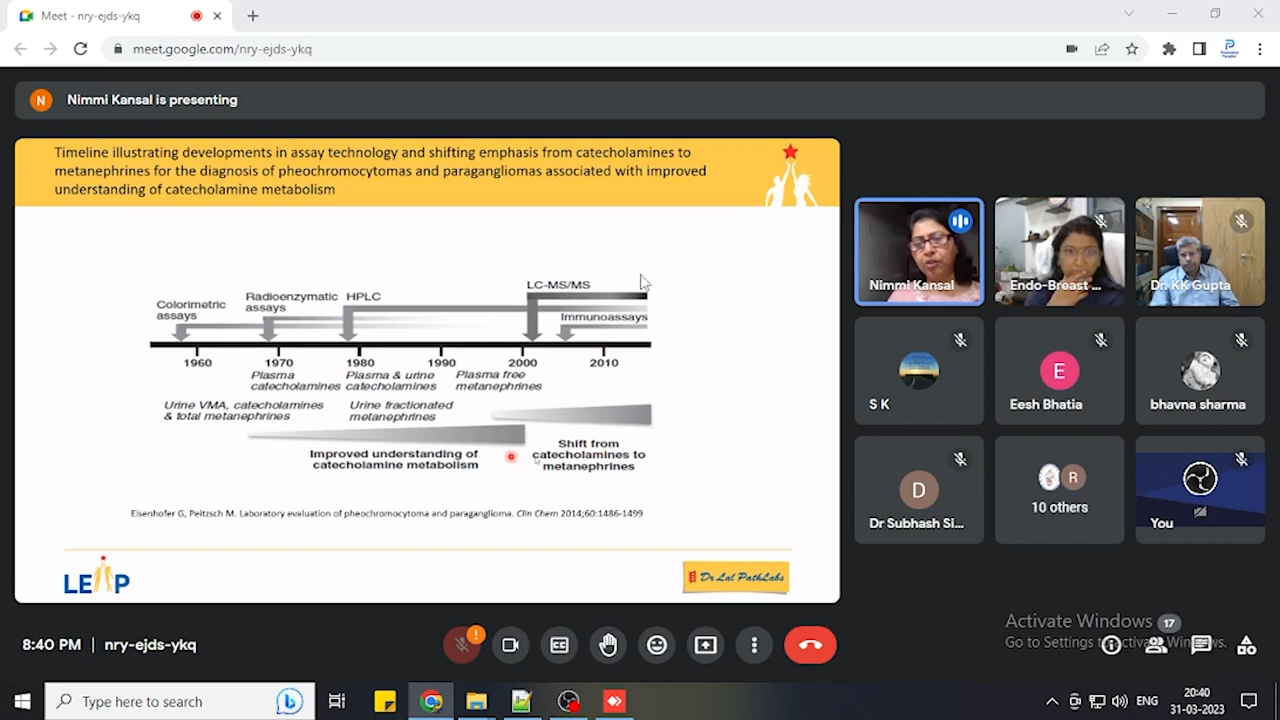 Meet - nry-ejds-ykq
meet.google.com/nry-ejds-ykq
N
Nimmi Kansal is presenting
Timeline illustrating developments in assay technology and shifting emphasis from catecholamines to
metanephrines for the diagnosis of pheochromocytomas and paragangliomas associated with improved
understanding of catecholamine metabolism
LC-MS/MS
Radioenzymatic
assays
HPLC
Colorimetric
assays
Immunoassays
1960
1970
1980
1990
2000
2010
Plasma
catecholamines
Plasma & urine
catecholamines
Plasma free
metanephrines
Urine VMA, catecholamines
& total metanephrines
Urine fractionated
metanephrines
Improved understanding of
catecholamine metabolism
Shift from
catecholamines to
metanephrines
Eisenhofer G, Peitzsch M. Laboratory evaluation of pheochromocytoma and paraganglioma. Clin Chem 2014;60:1486-1499
LEAP
Dr Lal PathLabs
Nimmi Kansal
Endo-Breast ...
Dr. KK Gupta
S K
E
Eesh Bhatia
bhavna sharma
D
Dr Subhash Si...
R
10 others
You
8:40 PM | nry-ejds-ykq
Activate Windows
17
Go to Settings to activate Windows.
Type here to search
ENG
20:40
31-03-2023